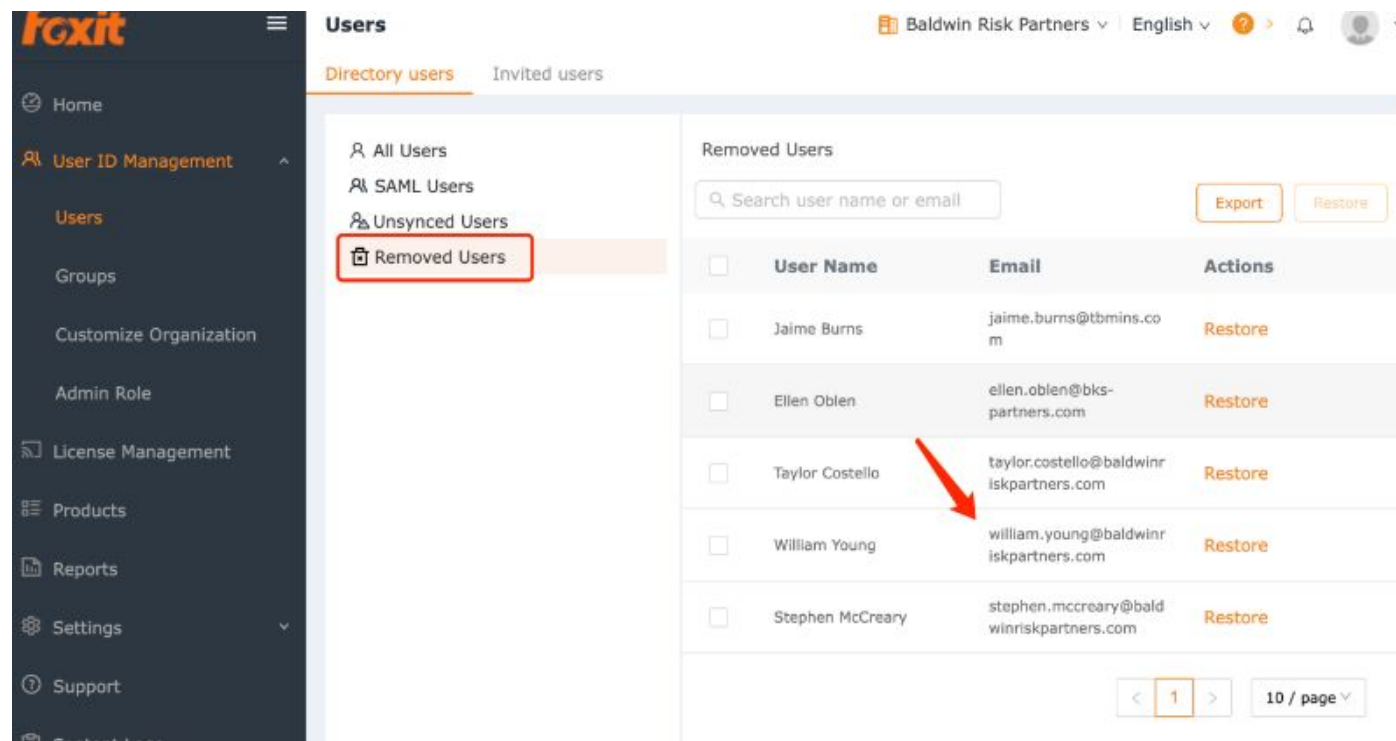 Foxit
Users
Baldwin Risk Partners
English
Directory users
Invited users
Home
User ID Management
Users
Groups
Customize Organization
Admin Role
License Management
Products
Reports
Settings
Support
All Users
SAML Users
Unsynced Users
Removed Users
Removed Users
Search user name or email
Export
Restore
User Name Email Actions
Jaime Burns
jaime.burns@tbmins.co
m
Restore
Ellen Oblen
ellen.oblen@bks-
partners.com
Restore
Taylor Costello
taylor.costello@baldwinr
iskpartners.com
Restore
William Young
william.young@baldwinr
iskpartners.com
Restore
Stephen McCreary
stephen.mccreary@bald
winriskpartners.com
Restore
< 1 >
10 / page